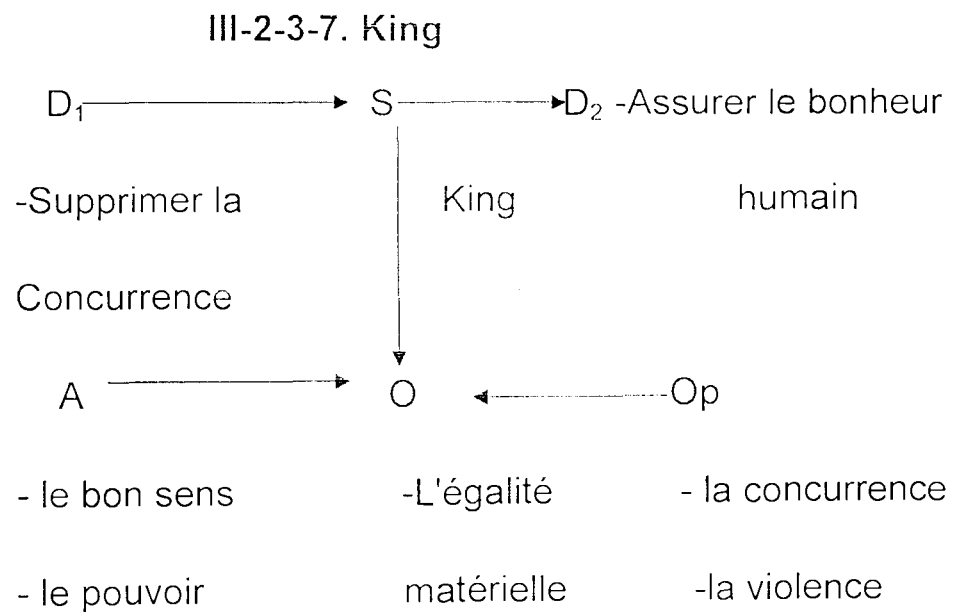 III-2-3-7. King
D₁ S D₂ -Assurer le bonheur
-Supprimer la King humain
Concurrence
A O Op
- le bon sens -L'égalité - la concurrence
- le pouvoir matérielle -la violence